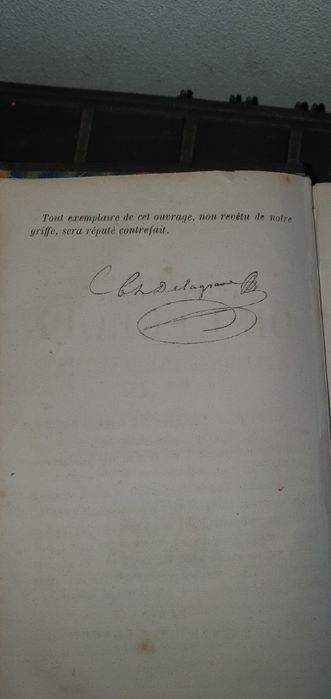 Tout exemplaire de cet ouvrage, non revêtu de notre
griffe, sera réputé contrefait.
Ch Delagrave